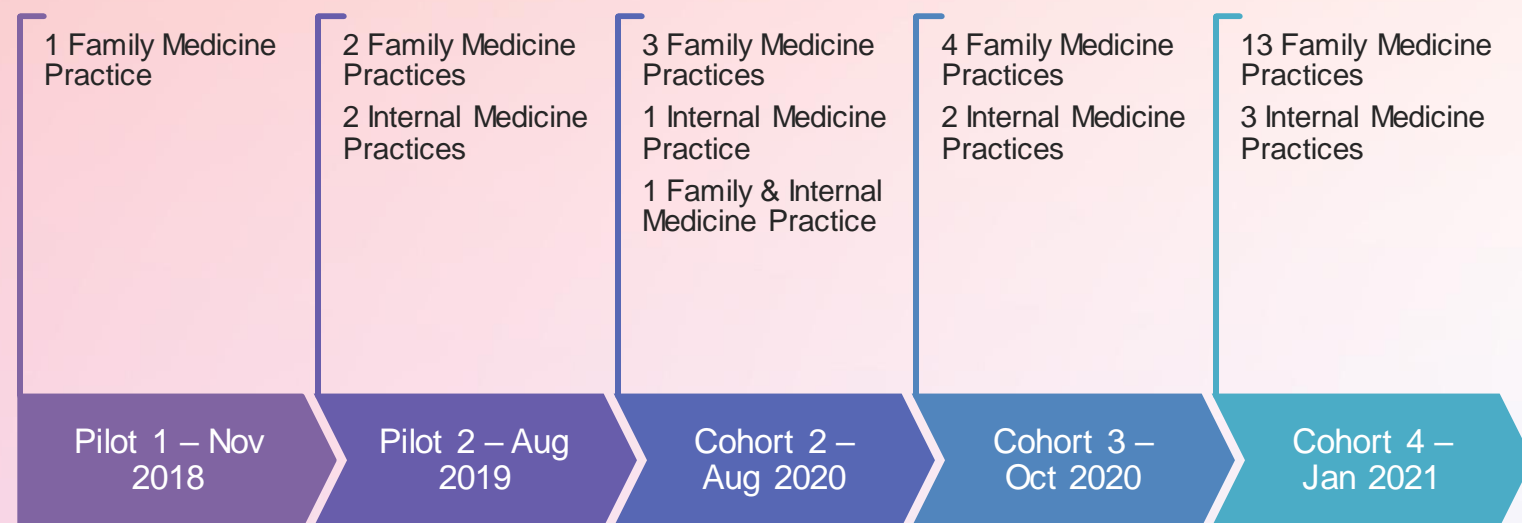 1 Family Medicine
Practice
Pilot 1 – Nov
2018
2 Family Medicine
Practices
2 Internal Medicine
Practices
Pilot 2 – Aug
2019
3 Family Medicine
Practices
1 Internal Medicine
Practice
1 Family & Internal
Medicine Practice
Cohort 2 –
Aug 2020
4 Family Medicine
Practices
2 Internal Medicine
Practices
Cohort 3 –
Oct 2020
13 Family Medicine
Practices
3 Internal Medicine
Practices
Cohort 4 –
Jan 2021